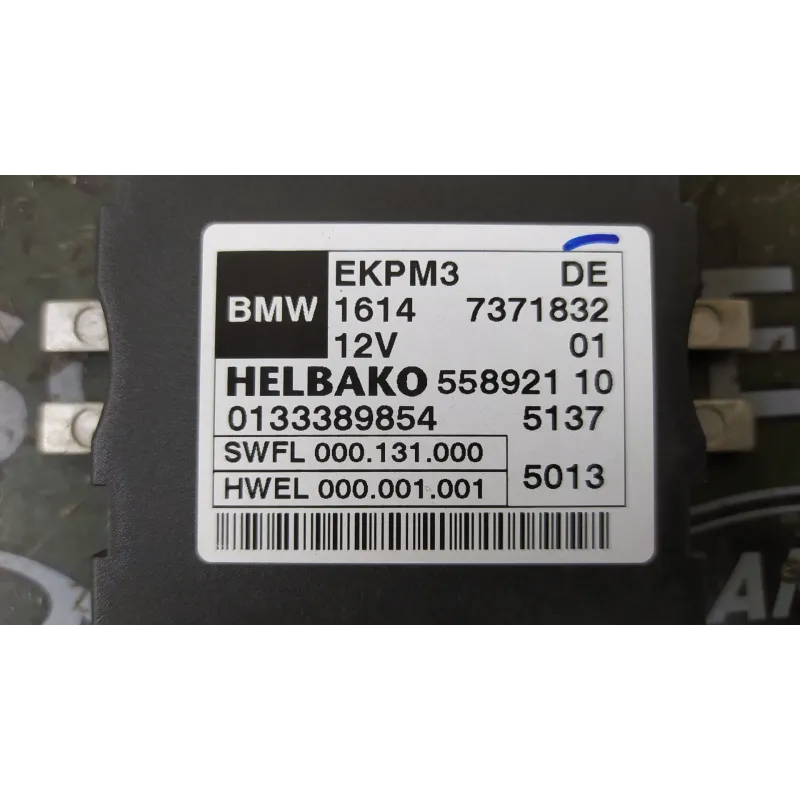 BMW
EKPM3 DE
1614 7371832
12V 01
HELBAKO 558921 10
0133389854 5137
SWFL 000.131.000
HWEL 000.001.001
5013